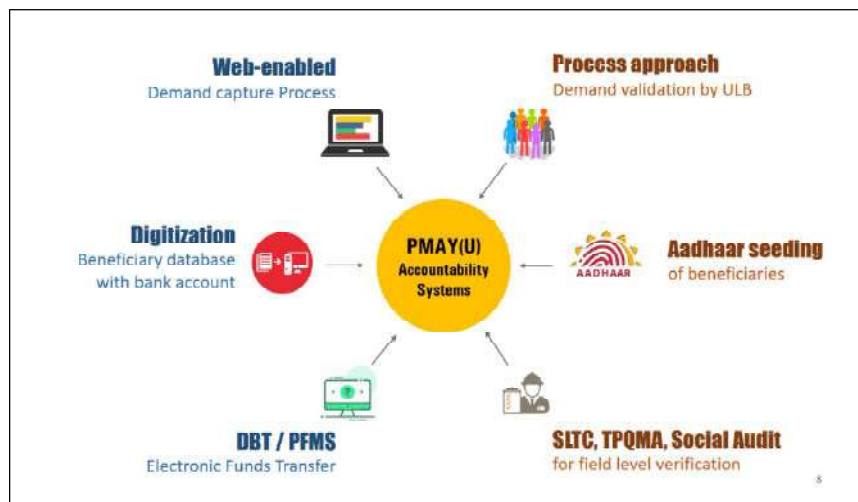 Web-enabled
Demand capture Process
Process approach
Demand validation by ULB
Digitization
Beneficiary database
with bank account
PMAY(U)
Accountability
Systems
AADHAAR
Aadhaar seeding
of beneficiaries
DBT / PFMS
Electronic Funds Transfer
SLTC, TPQMA, Social Audit
for field level verification
8